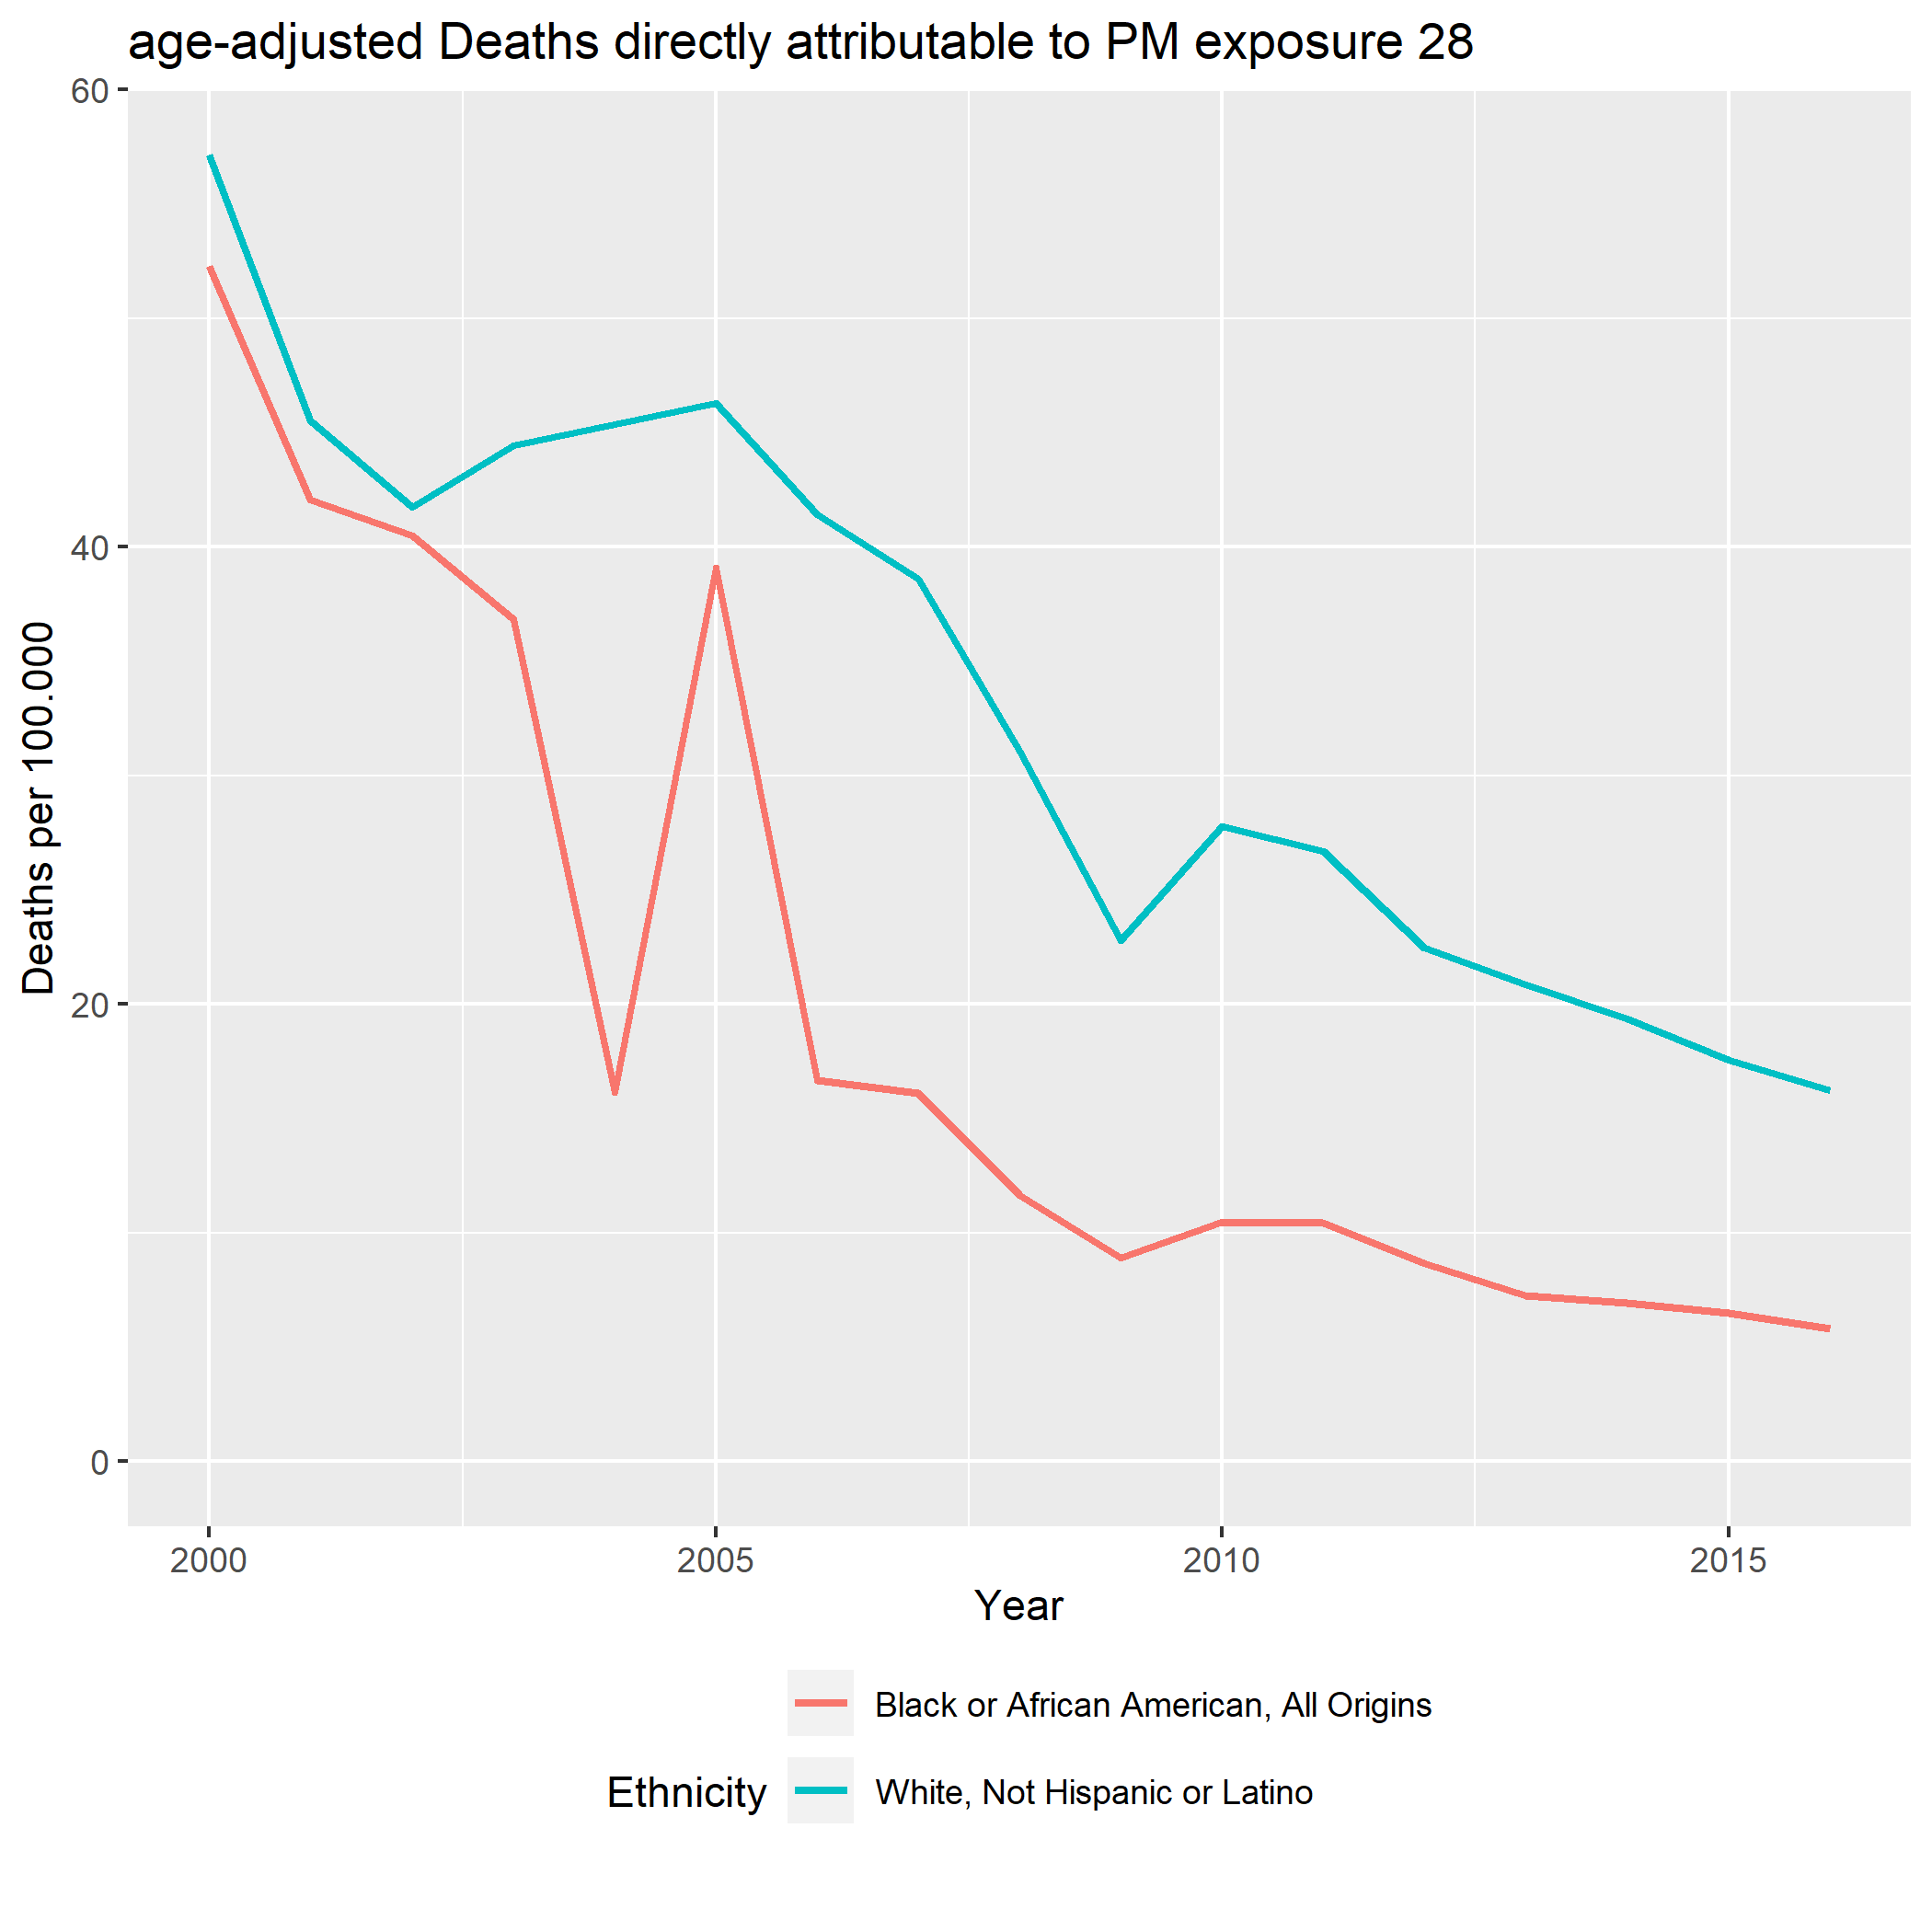 age-adjusted Deaths directly attributable to PM exposure 28
60
40
20
0
Deaths per 100.000
2000 2005 2010 2015
Year
Ethnicity
Black or African American, All Origins
White, Not Hispanic or Latino